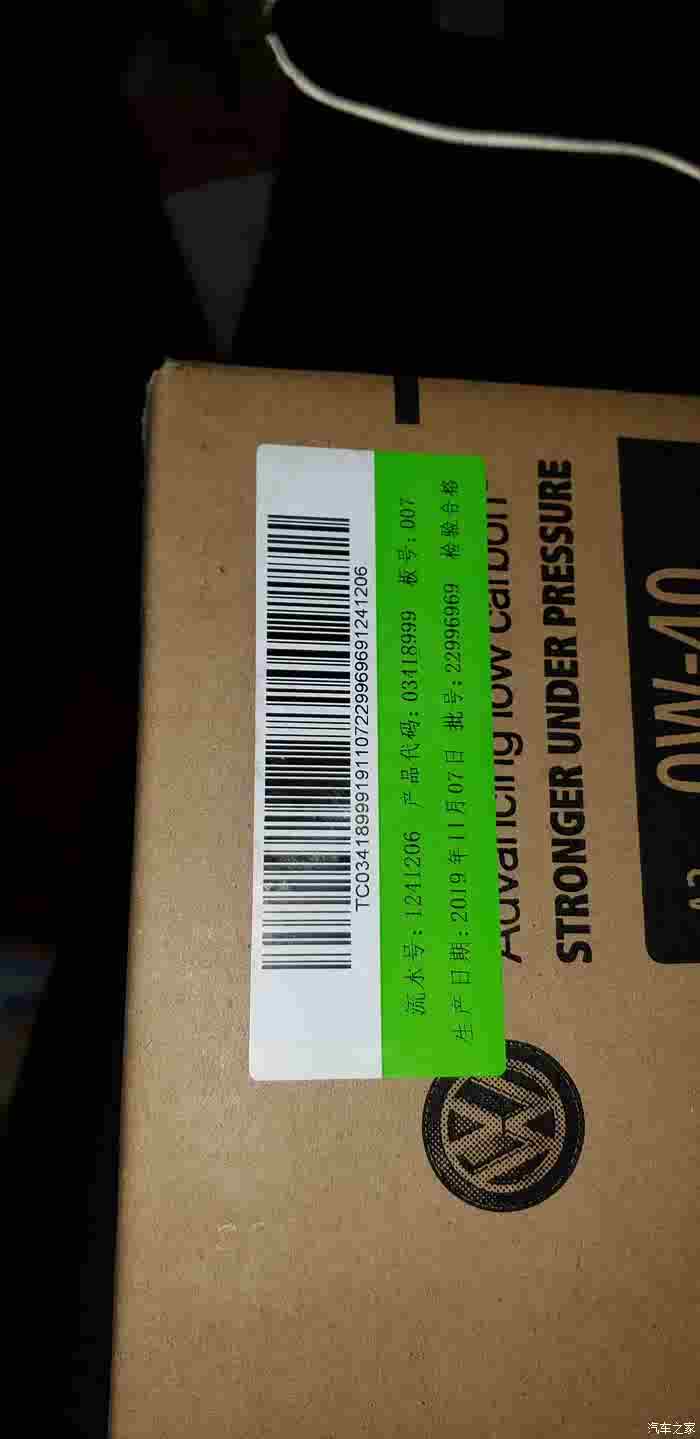 TC03418999191107229969691241206
流水号:1241206 产品代码:03418999 板号:007
生产日期:2019年11月07日 批号:22996969 检验合格
Advancing low carbon
STRONGER UNDER PRESSURE
0W-40
A3
汽车之家